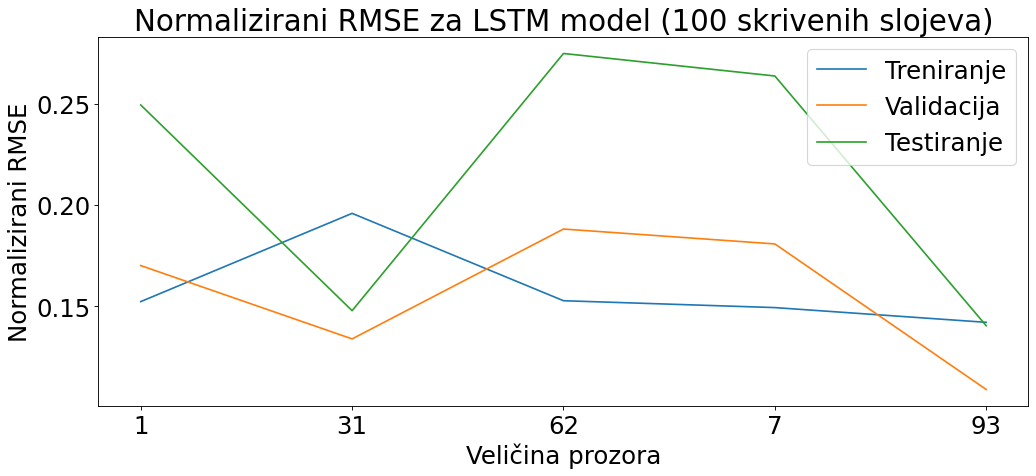 Normalizirani RMSE za LSTM model (100 skrivenih slojeva)
Normalizirani RMSE
0.25
0.20
0.15
Treniranje
Validacija
Testiranje
1 31 62 7 93
Veličina prozora